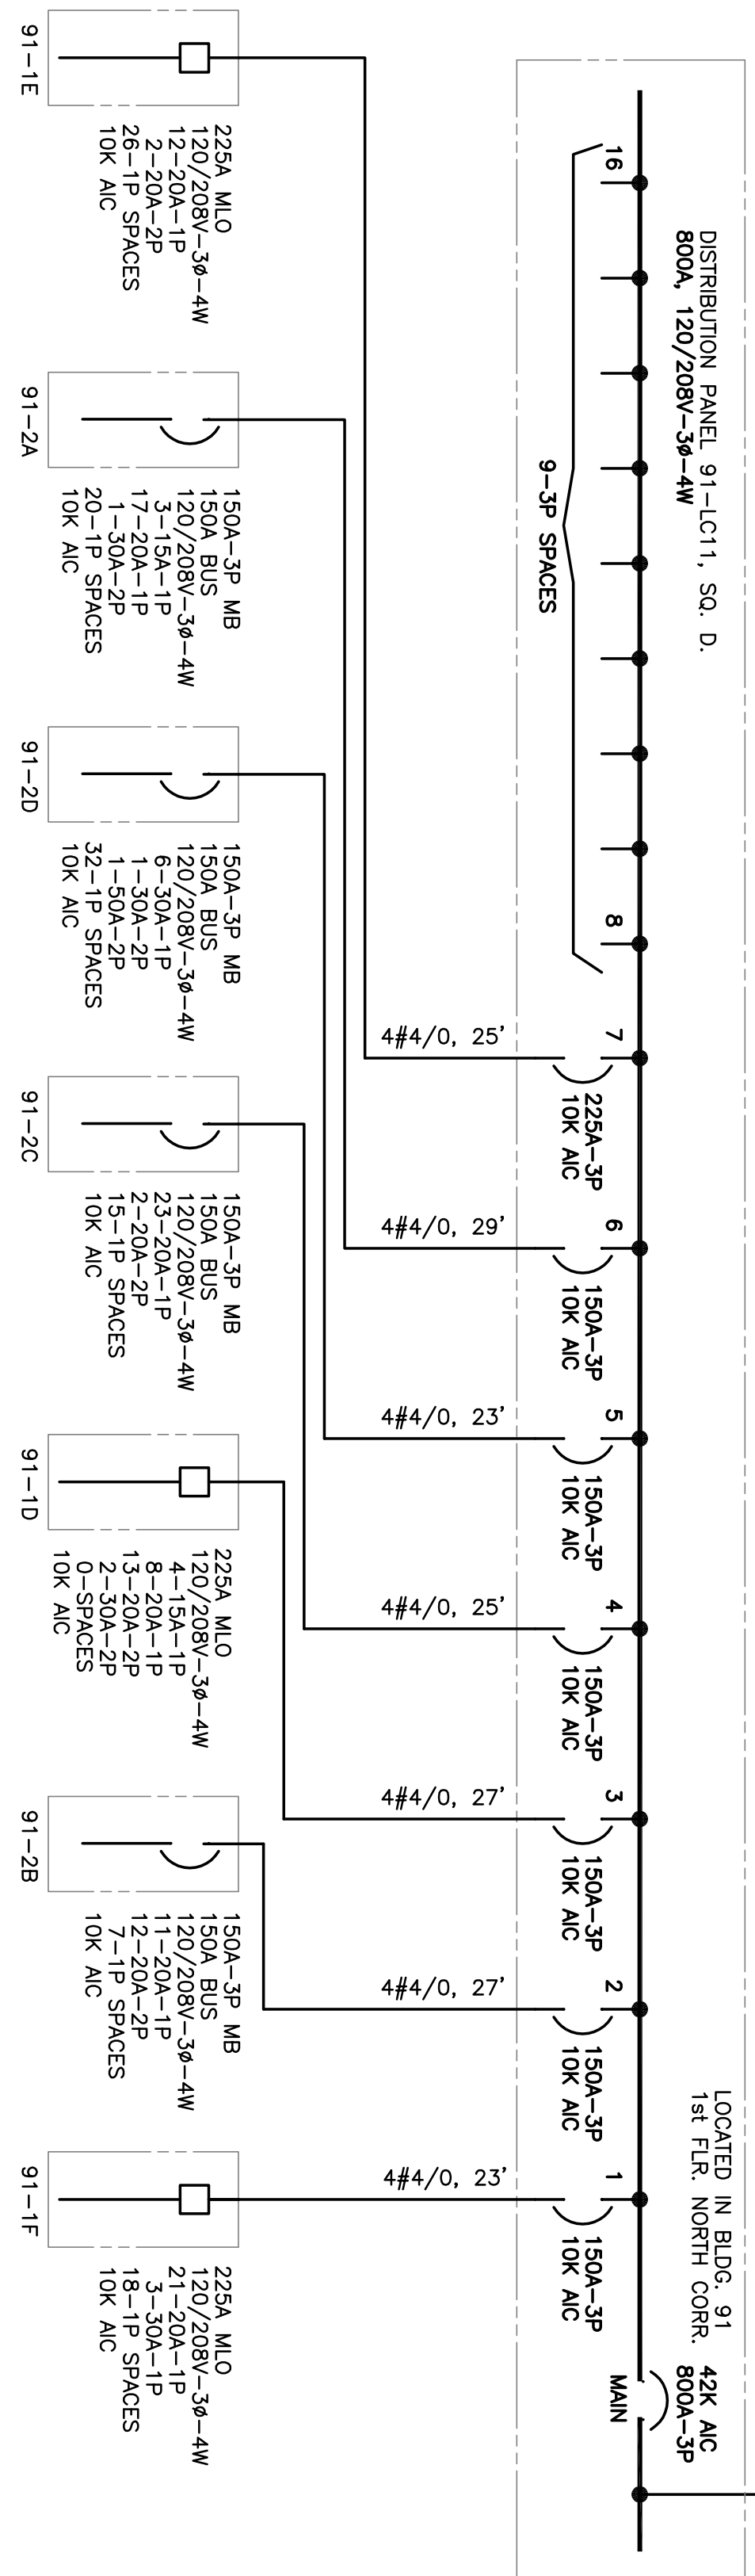 DISTRIBUTION PANEL 91-LC11, SQ. D.
800A, 120/208V-3ø-4W
LOCATED IN BLDG. 91
1st FLR. NORTH CORR.
42K AIC
800A-3P
MAIN
16
8
9-3P SPACES
7
225A-3P
10K AIC
4#4/0, 25'
6
150A-3P
10K AIC
4#4/0, 29'
5
150A-3P
10K AIC
4#4/0, 23'
4
150A-3P
10K AIC
4#4/0, 25'
3
150A-3P
10K AIC
4#4/0, 27'
2
150A-3P
10K AIC
4#4/0, 27'
1
150A-3P
10K AIC
4#4/0, 23'
225A MLO
120/208V-3ø-4W
12-20A-1P
2-20A-2P
26-1P SPACES
10K AIC
91-1E
150A-3P MB
150A BUS
120/208V-3ø-4W
3-15A-1P
17-20A-1P
1-30A-2P
20-1P SPACES
10K AIC
91-2A
150A-3P MB
150A BUS
120/208V-3ø-4W
6-30A-1P
1-30A-2P
1-50A-2P
32-1P SPACES
10K AIC
91-2D
150A-3P MB
150A BUS
120/208V-3ø-4W
23-20A-1P
2-20A-2P
15-1P SPACES
10K AIC
91-2C
225A MLO
120/208V-3ø-4W
4-15A-1P
8-20A-1P
13-20A-2P
2-30A-2P
0-SPACES
10K AIC
91-1D
150A-3P MB
150A BUS
120/208V-3ø-4W
11-20A-1P
12-20A-2P
7-1P SPACES
10K AIC
91-2B
225A MLO
120/208V-3ø-4W
21-20A-1P
3-30A-1P
18-1P SPACES
10K AIC
91-1F